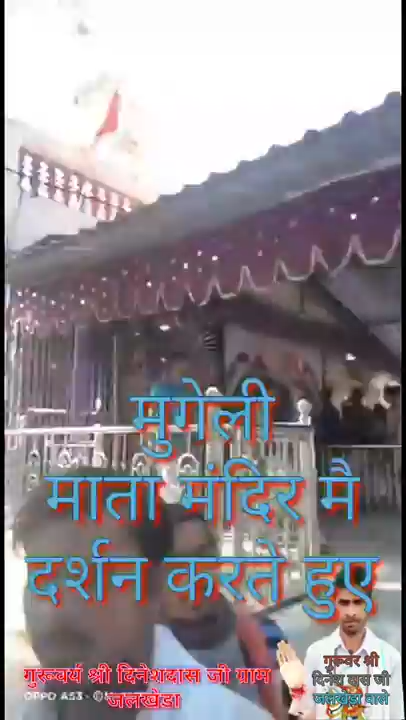 मुगेली
माता मंदिर मै
दर्शन करते हुए
गुरूवर श्री
दिनेश दास जी
जलखेडा वाले
गुरूवर्य श्री दिनेशदास जी ग्राम
जलखेडा
OPPO A53